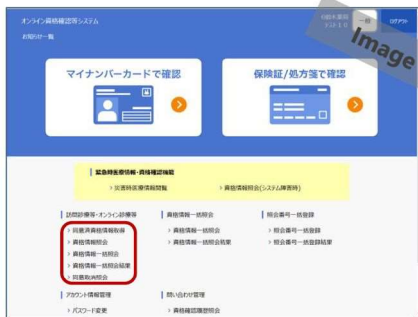 オンライン資格確認等システム
お知らせ一覧
一般
ログアウト
Image
マイナンバーカードで確認
保険証/処方箋で確認
緊急時医療情報・資格確認機能
> 災害時医療情報閲覧
> 資格情報照会(システム障害時)
訪問診療等・オンライン診療等
> 同意済資格情報取得
> 資格情報照会
> 資格情報一括照会
> 資格情報一括照会結果
> 同意取消照会
資格情報一括照会
> 資格情報一括照会
> 資格情報一括照会結果
照会番号一括登録
> 照会番号一括登録
> 照会番号一括登録結果
アカウント情報管理
> パスワード変更
問い合わせ管理
> 資格確認履歴照会